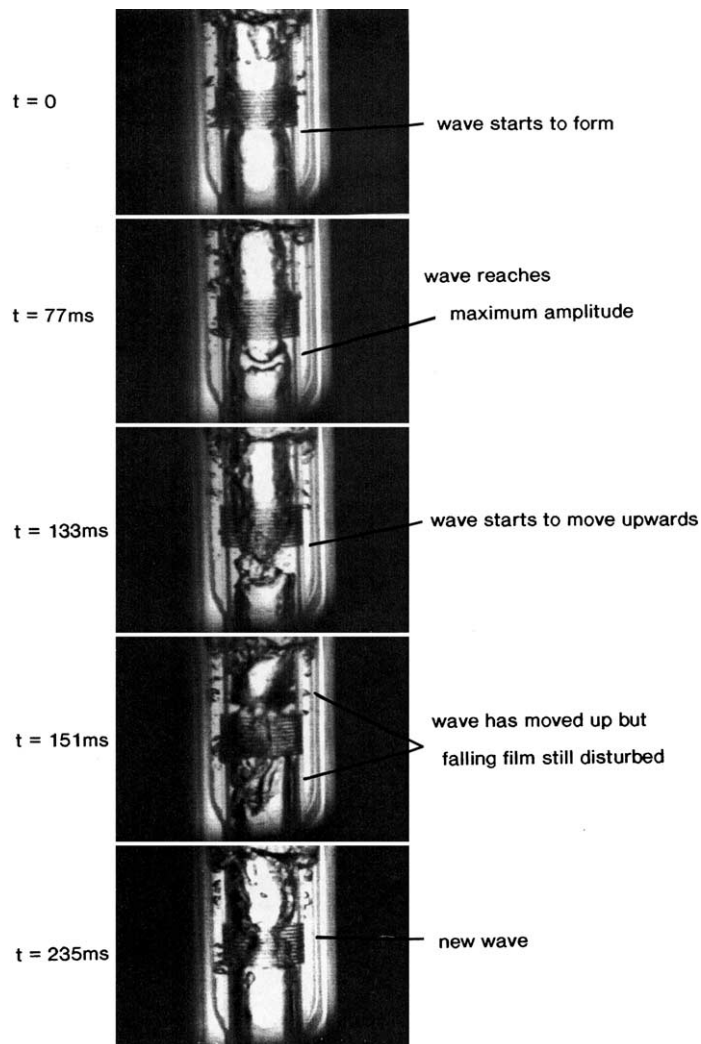 t = 0
wave starts to form
t = 77ms
wave reaches
maximum amplitude
t = 133ms
wave starts to move upwards
t = 151ms
wave has moved up but
falling film still disturbed
t = 235ms
new wave